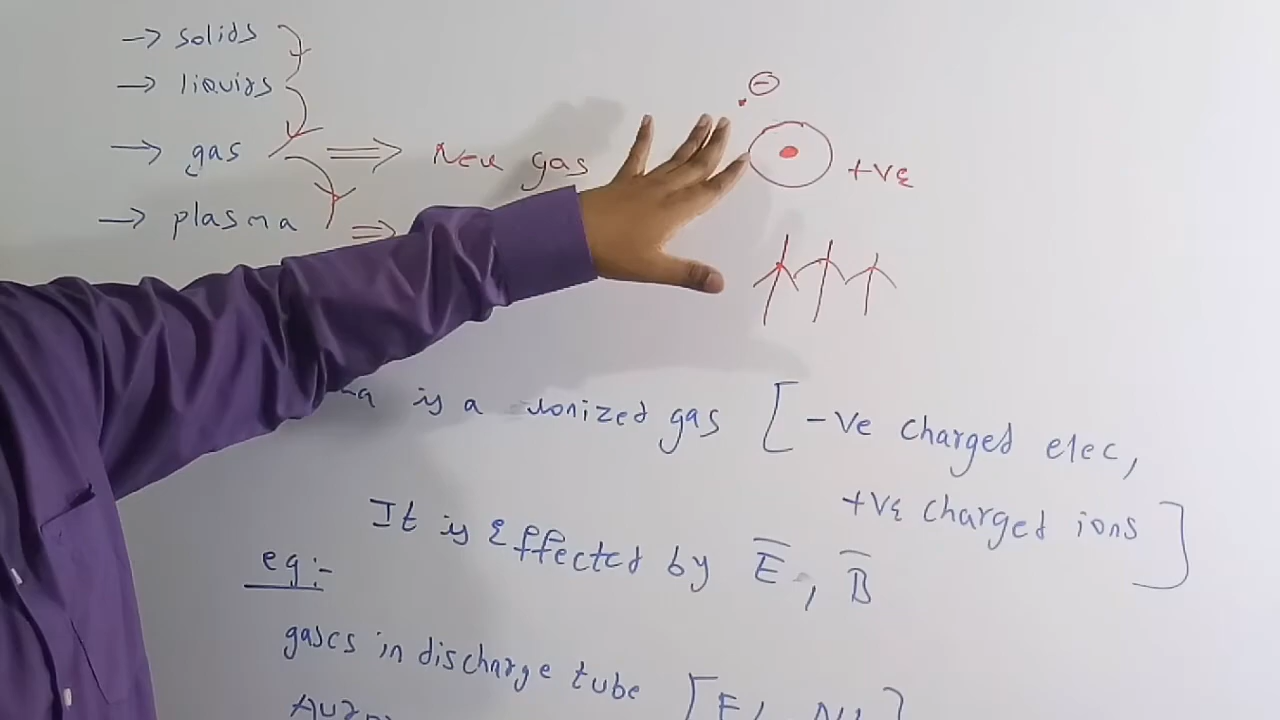 → solids
→ liquids
→ gas ⇒ Neu gas
→ plasma ⇒
−
+ve
is a ionized gas [ -ve charged elec,
+ve charged ions ]
It is effected by E̅, B̅
eg:-
gases in discharge tube